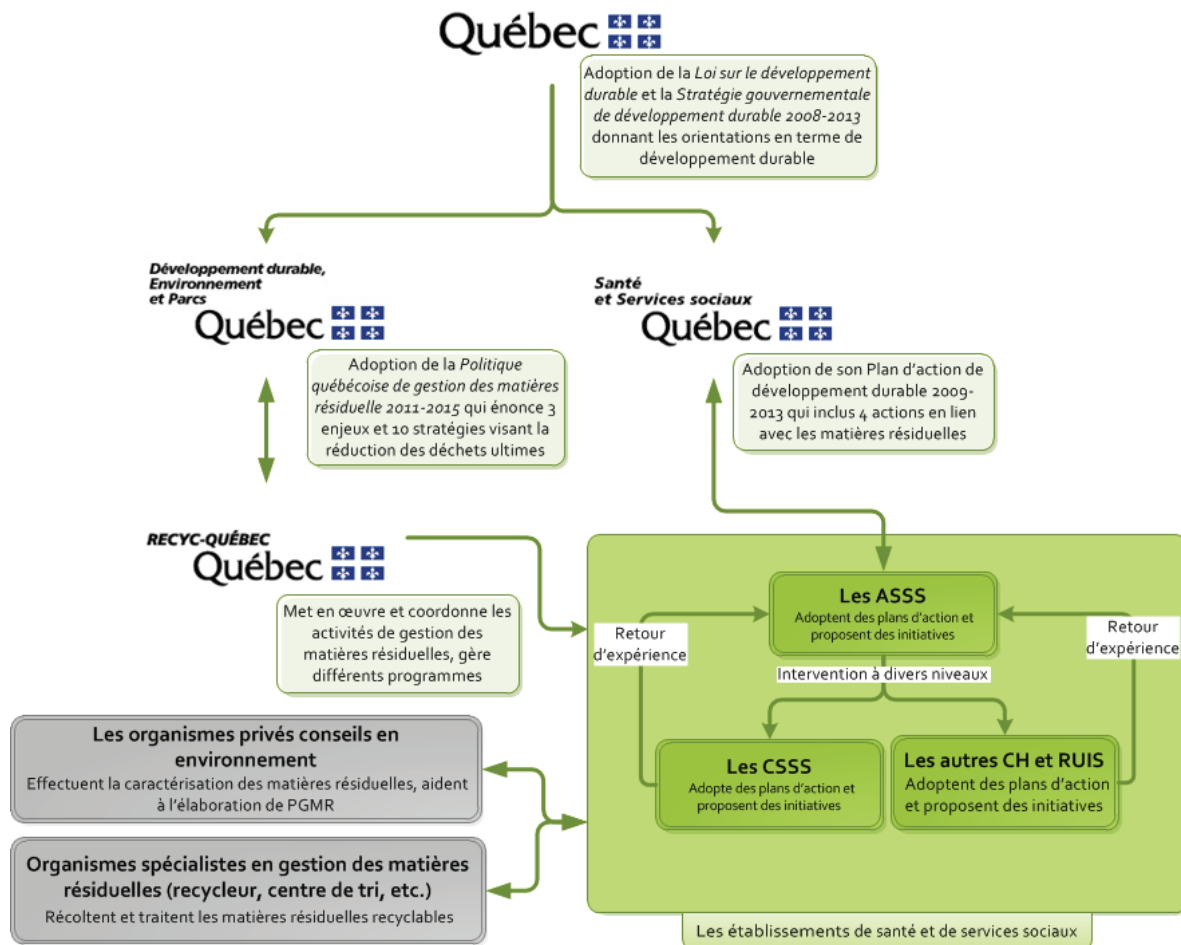 Québec
Adoption de la Loi sur le développement
durable et la Stratégie gouvernementale
de développement durable 2008-2013
donnant les orientations en terme de
développement durable
Développement durable,
Environnement
et Parcs
Québec
Adoption de la Politique
québécoise de gestion des matières
résiduelle 2011-2015 qui énonce 3
enjeux et 10 stratégies visant la
réduction des déchets ultimes
Santé
et Services sociaux
Québec
Adoption de son Plan d'action de
développement durable 2009-
2013 qui inclus 4 actions en lien
avec les matières résiduelles
RECYC-QUÉBEC
Québec
Met en œuvre et coordonne les
activités de gestion des
matières résiduelles, gère
différents programmes
Les ASSS
Adoptent des plans d'action et
proposent des initiatives
Retour
d'expérience
Retour
d'expérience
Intervention à divers niveaux
Les CSSS
Adopte des plans d'action et
proposent des initiatives
Les autres CH et RUIS
Adoptent des plans d'action
et proposent des initiatives
Les organismes privés conseils en
environnement
Effectuent la caractérisation des matières résiduelles, aident
à l'élaboration de PGMR
Organismes spécialistes en gestion des matières
résiduelles (recycleur, centre de tri, etc.)
Récoltent et traitent les matières résiduelles recyclables
Les établissements de santé et de services sociaux